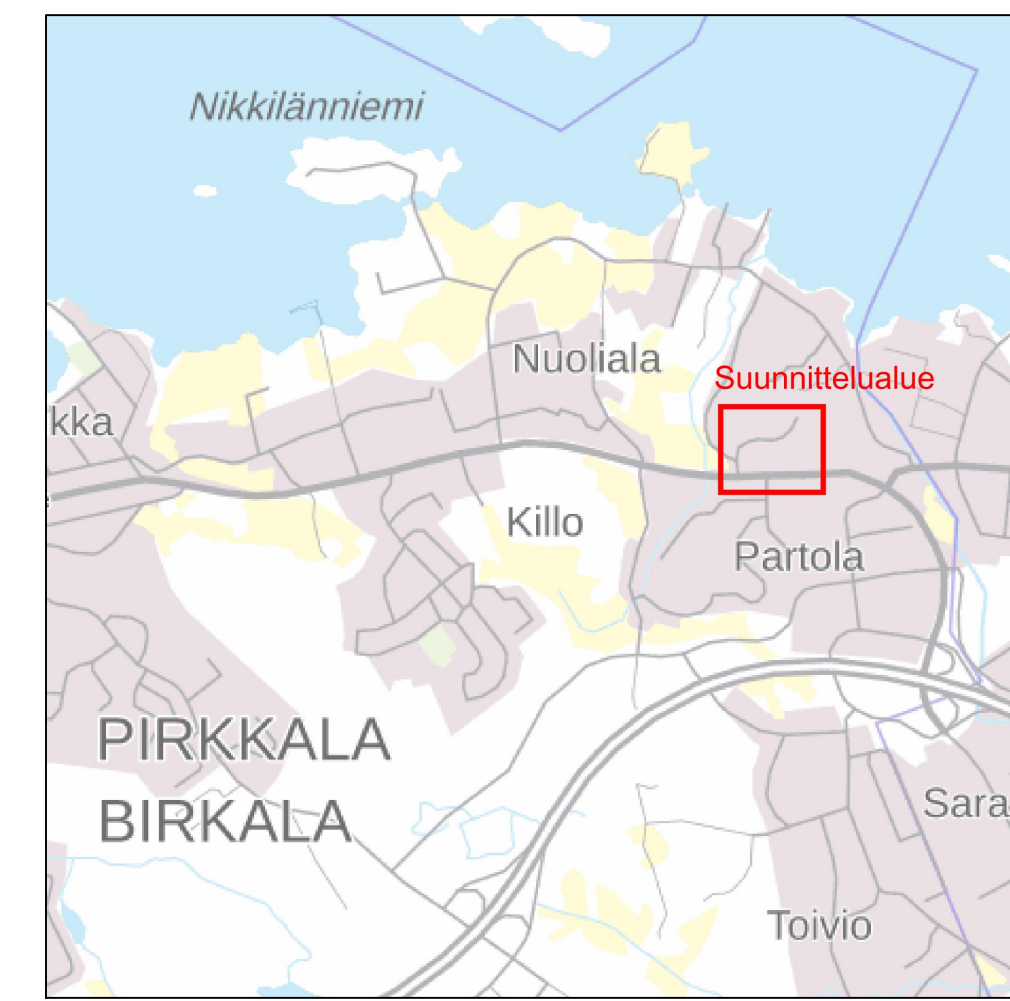 Nikkilänniemi
Nuoliala
Suunnittelualue
kka
Killo
Partola
PIRKKALA
BIRKALA
Sara
Toivio